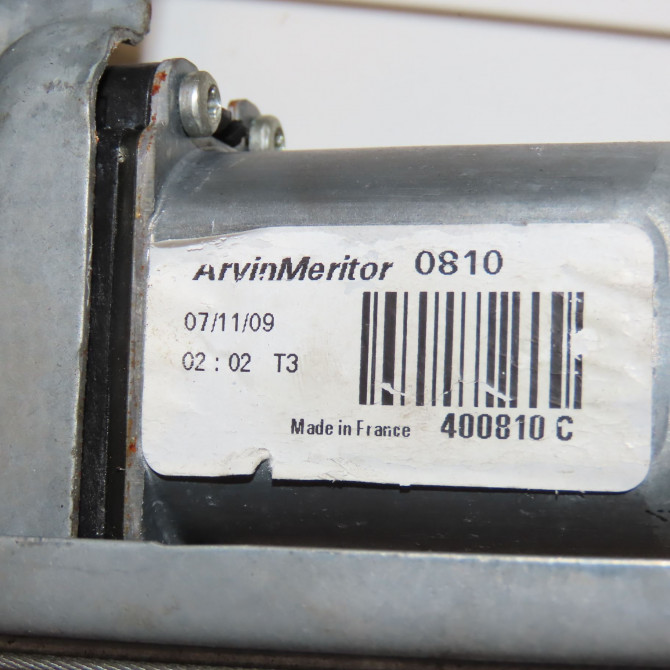 ArvinMeritor 0810
07/11/09
02 : 02 T3
Made in France 400810 C